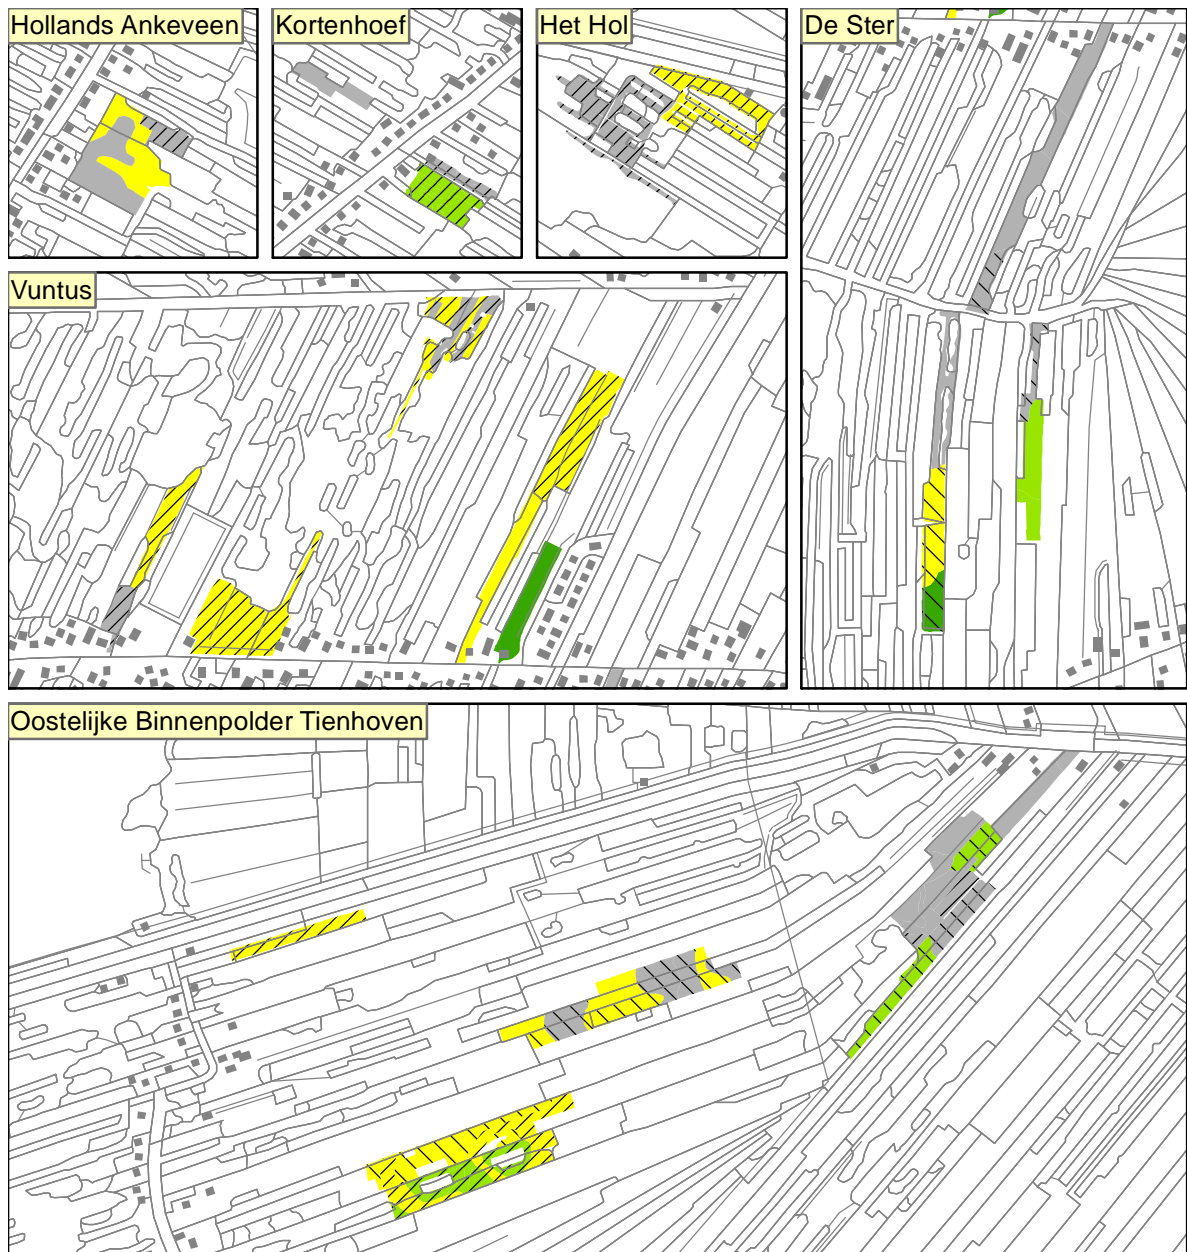 Hollands Ankeveen
Kortenhoef
Het Hol
De Ster
Vuntus
Oostelijke Binnenpolder Tienhoven